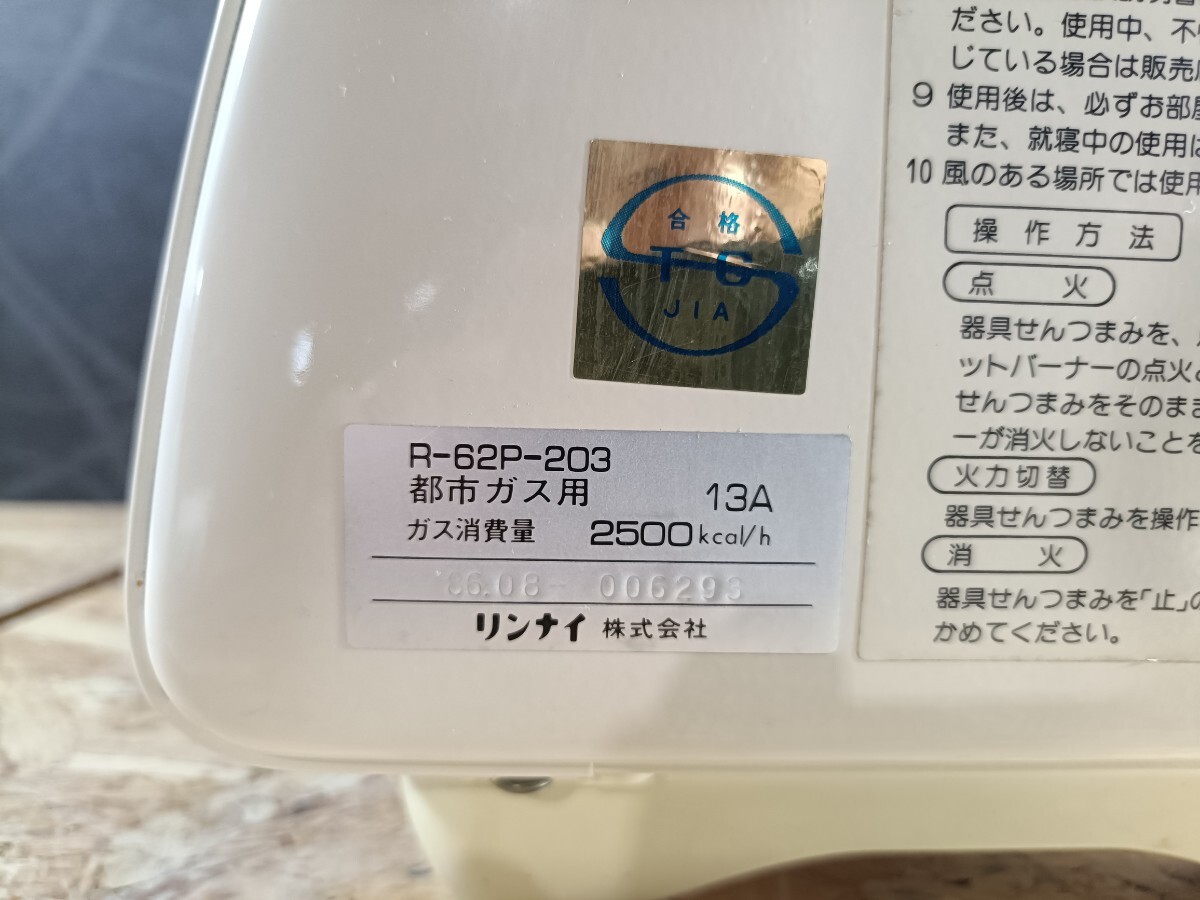 合格
TG
JIA
R-62P-203
都市ガス用 13A
ガス消費量 2500kcal/h
86.08- 006293
リンナイ 株式会社
ださい。使用中、不
じている場合は販売
9 使用後は、必ずお部屋
また、就寝中の使用は
10 風のある場所では使用
操作方法
点火
器具せんつまみを、
ットバーナーの点火
せんつまみをそのまま
ーが消火しないことを
火力切替
器具せんつまみを操作
消火
器具せんつまみを「止」の
かめてください。